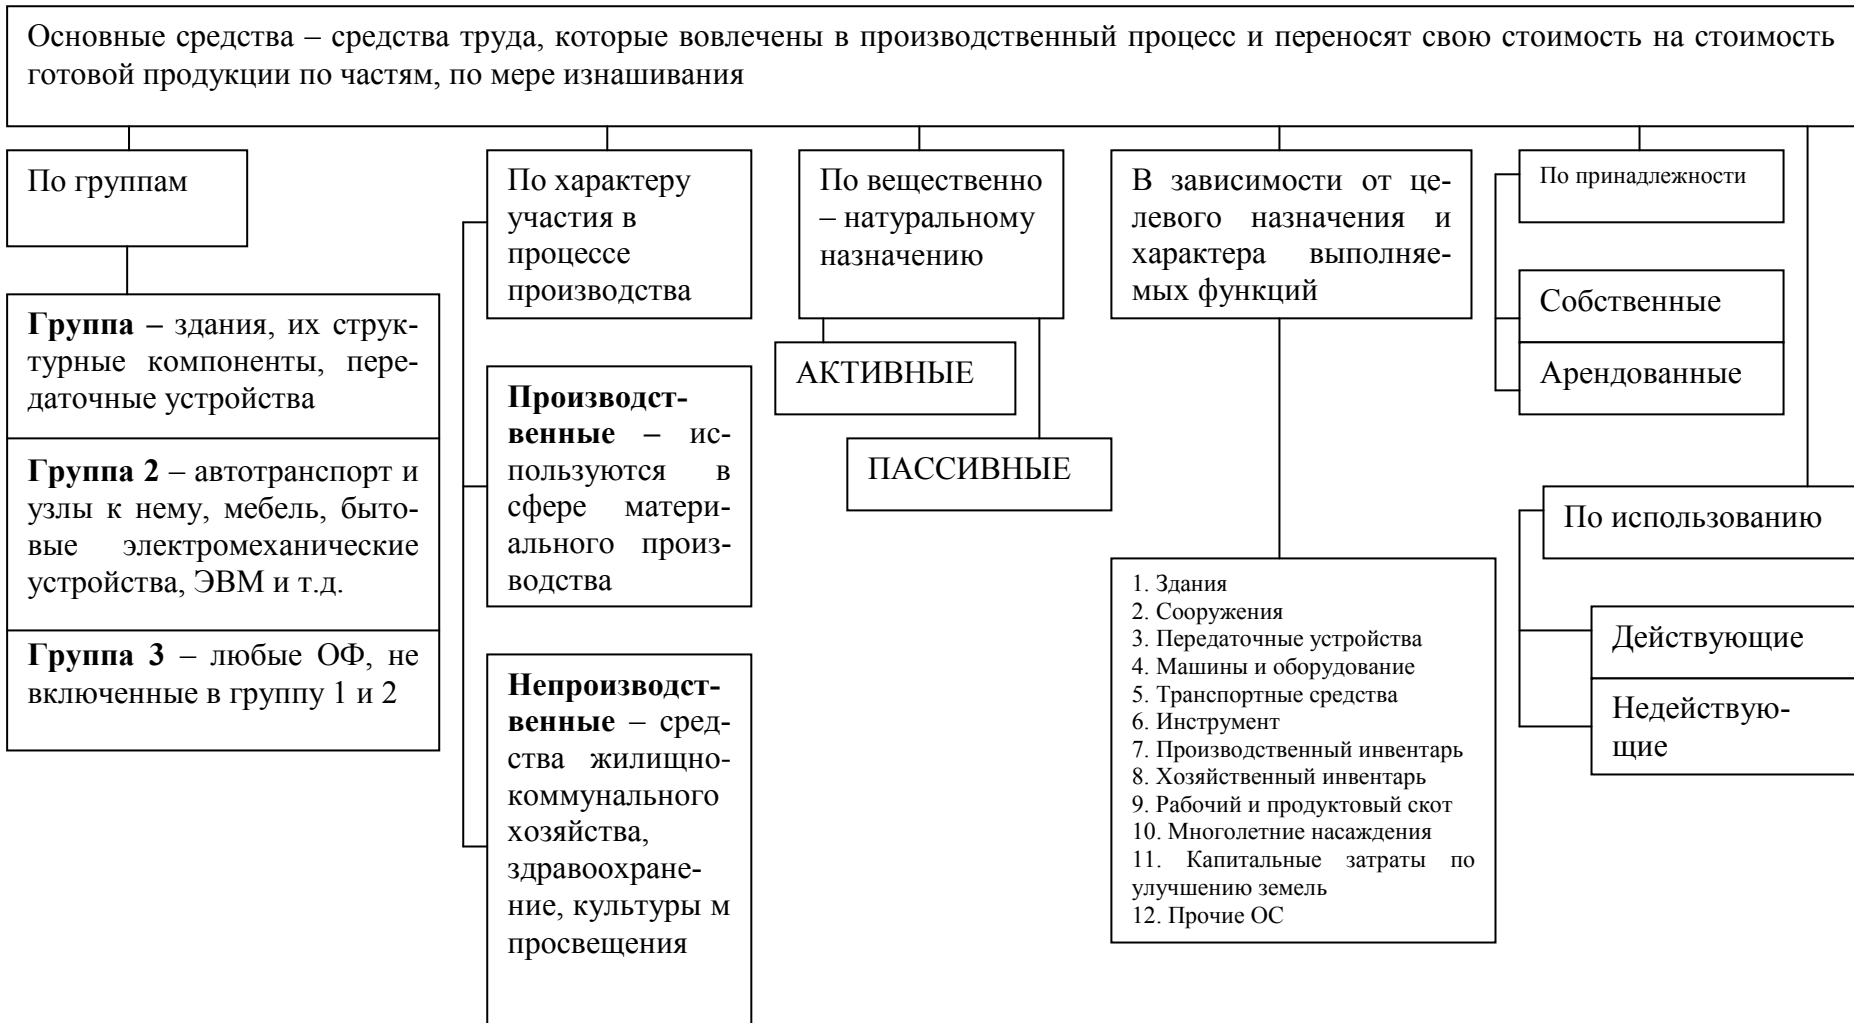 Основные средства – средства труда, которые вовлечены в производственный процесс и переносят свою стоимость на стоимость
готовой продукции по частям, по мере изнашивания
По группам
Группа – здания, их струк-
турные компоненты, пере-
даточные устройства
Группа 2 – автотранспорт и
узлы к нему, мебель, быто-
вые электромеханические
устройства, ЭВМ и т.д.
Группа 3 – любые ОФ, не
включенные в группу 1 и 2
По характеру
участия в
процессе
производства
Производст-
венные – ис-
пользуются в
сфере матери-
ального произ-
водства
Непроизводст-
венные – сред-
ства жилищно-
коммунального
хозяйства,
здравоохране-
ние, культуры м
просвещения
По вещественно
– натуральному
назначению
АКТИВНЫЕ
ПАССИВНЫЕ
В зависимости от це-
левого назначения и
характера выполняе-
мых функций
1. Здания
2. Сооружения
3. Передаточные устройства
4. Машины и оборудование
5. Транспортные средства
6. Инструмент
7. Производственный инвентарь
8. Хозяйственный инвентарь
9. Рабочий и продуктовый скот
10. Многолетние насаждения
11. Капитальные затраты по
улучшению земель
12. Прочие ОС
По принадлежности
Собственные
Арендованные
По использованию
Действующие
Недействую-
щие